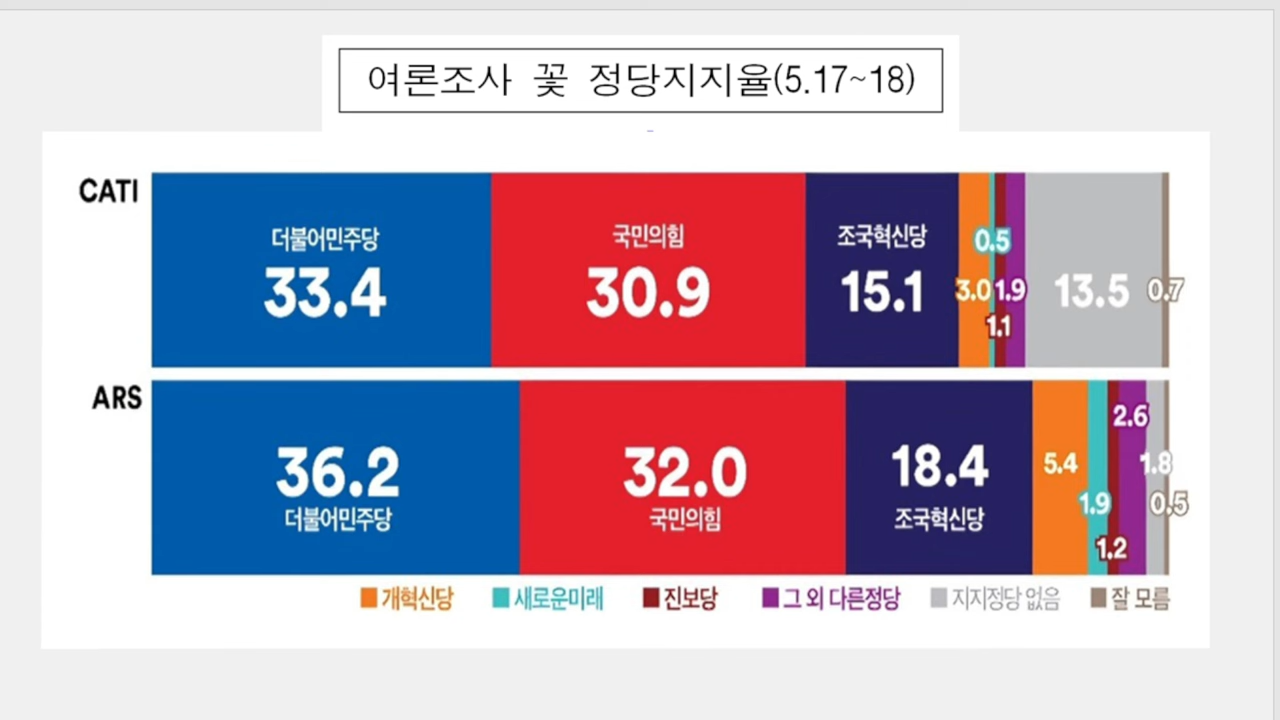 여론조사 꽃 정당지지율(5.17~18)
CATI
더불어민주당
33.4
국민의힘
30.9
조국혁신당
15.1
3.0
0.5
1.1
1.9
13.5
0.7
ARS
36.2
더불어민주당
32.0
국민의힘
18.4
조국혁신당
5.4
1.9
1.2
2.6
1.8
0.5
개혁신당 새로운미래 진보당 그 외 다른정당 지지정당 없음 잘 모름